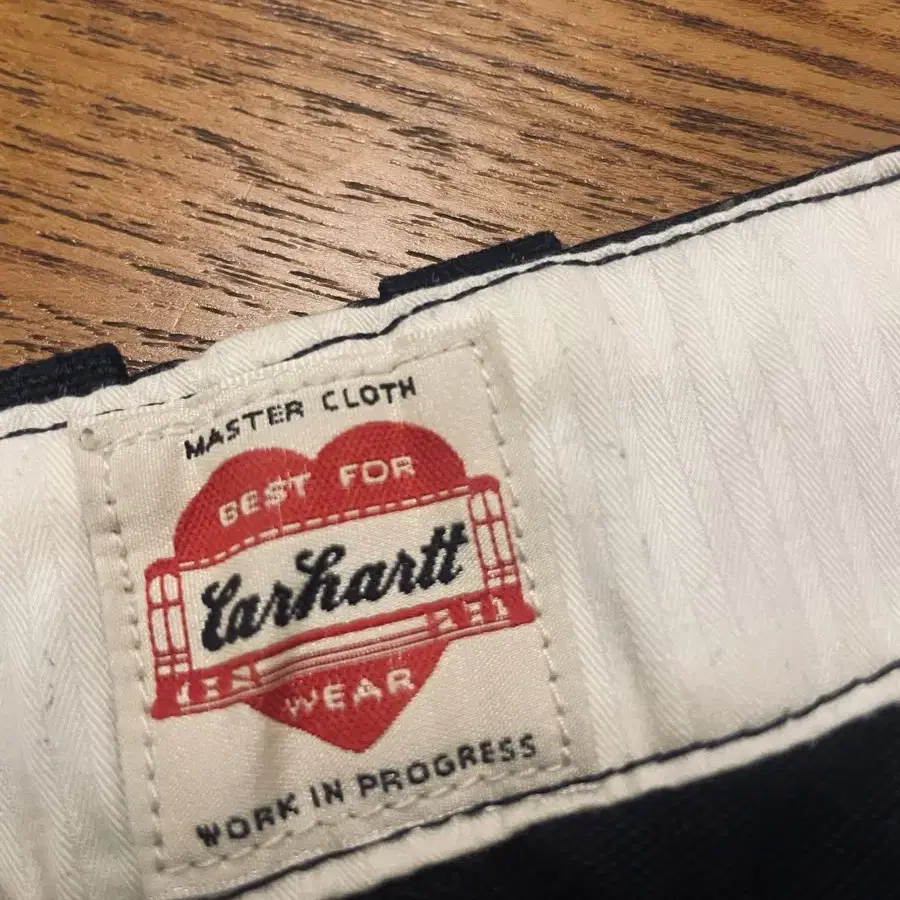 MASTER CLOTH
BEST FOR
Carhartt
WEAR
WORK IN PROGRESS